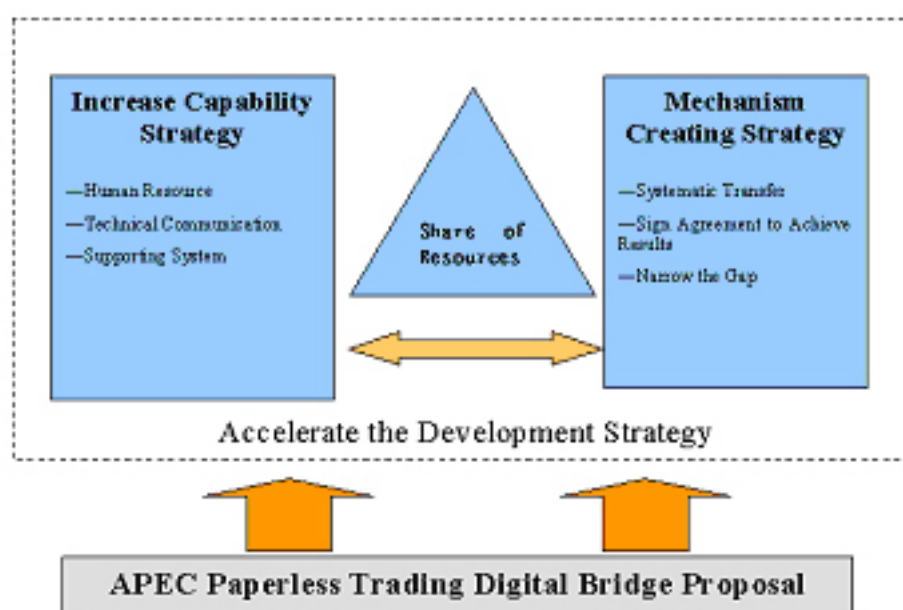 Increase Capability
Strategy
—Human Resource
—Technical Communication
—Supporting System
Share of
Resources
Mechanism
Creating Strategy
—Systematic Transfer
—Sign Agreement to Achieve
Results
—Narrow the Gap
Accelerate the Development Strategy
APEC Paperless Trading Digital Bridge Proposal